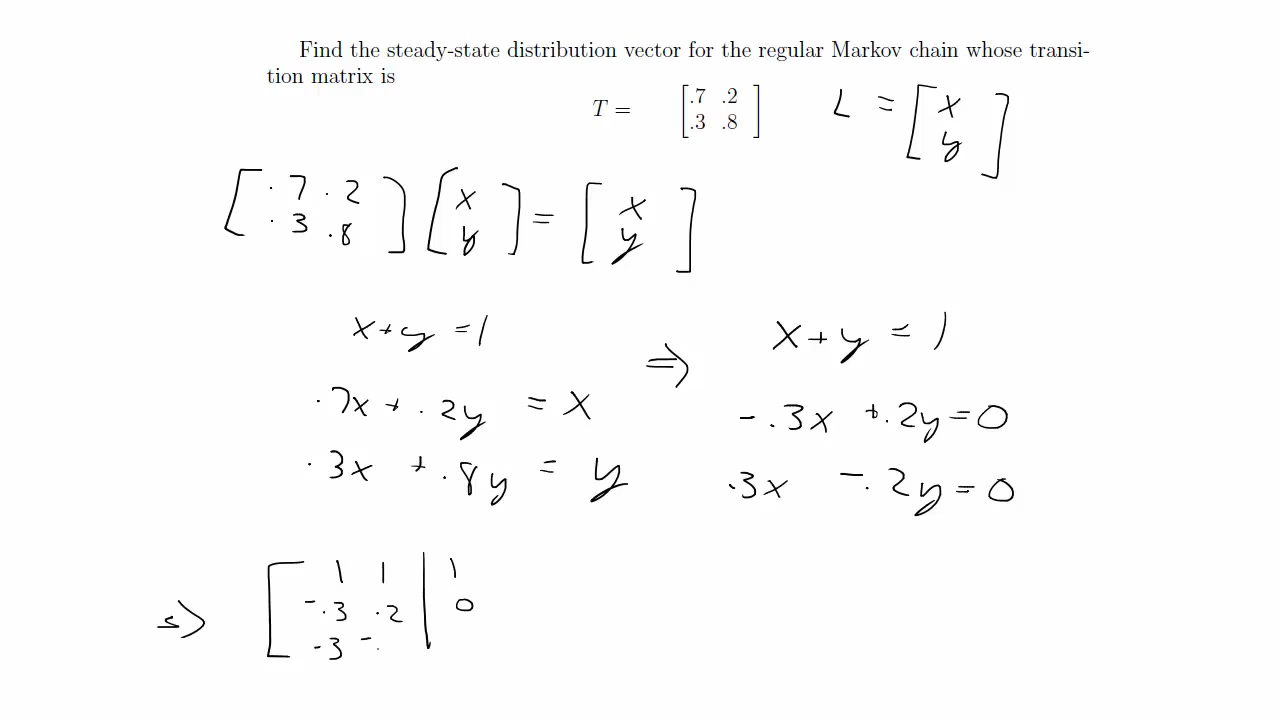 Find the steady-state distribution vector for the regular Markov chain whose transi-
tion matrix is
T = [ .7 .2
.3 .8 ]
L = [ x
y ]
[ .7 .2
.3 .8 ] [ x
y ] = [ x
y ]
x + y = 1
.7x + .2y = x
.3x + .8y = y
⇒
x + y = 1
-.3x + .2y = 0
.3x - .2y = 0
⇒ [ 1 1 | 1
-.3 .2 | 0
.3 -.